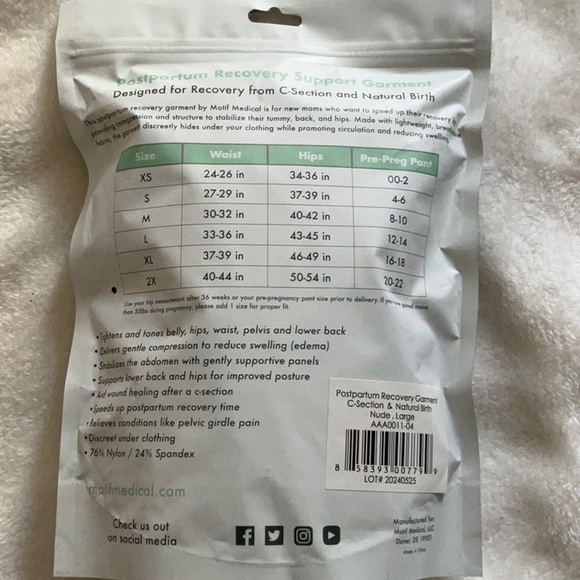 Postpartum Recovery Support Garment
Designed for Recovery from C-Section and Natural Birth
This postpartum recovery garment by Motif Medical is for new moms who want to speed up their recovery by
providing compression and structure to stabilize their tummy, back, and hips. Made with lightweight,
fabric, the garment discreetly hides under your clothing while promoting circulation and reducing swelling.
Size Waist Hips Pre-Preg Pant
XS 24-26 in 34-36 in 00-2
S 27-29 in 37-39 in 4-6
M 30-32 in 40-42 in 8-10
L 33-36 in 43-45 in 12-14
XL 37-39 in 46-49 in 16-18
2X 40-44 in 50-54 in 20-22
Use your hip measurement after 36 weeks or your pre-pregnancy pant size prior to delivery. If you have gained more
than 35lbs during pregnancy, please add 1 size for proper fit.
• Tightens and tones belly, hips, waist, pelvis and lower back
• Delivers gentle compression to reduce swelling (edema)
• Stabilizes the abdomen with gently supportive panels
• Supports lower back and hips for improved posture
• Aid wound healing after a c-section
• Speeds up postpartum recovery time
• Relieves conditions like pelvic girdle pain
• Discreet under clothing
• 76% Nylon / 24% Spandex
Postpartum Recovery Garment
C-Section & Natural Birth
Nude , Large
AAA0011-04
8 58393 00779 9
LOT# 20240525
motifmedical.com
Check us out
on social media
Manufactured for:
Motif Medical, LLC
Dover, DE 19901
Made in China